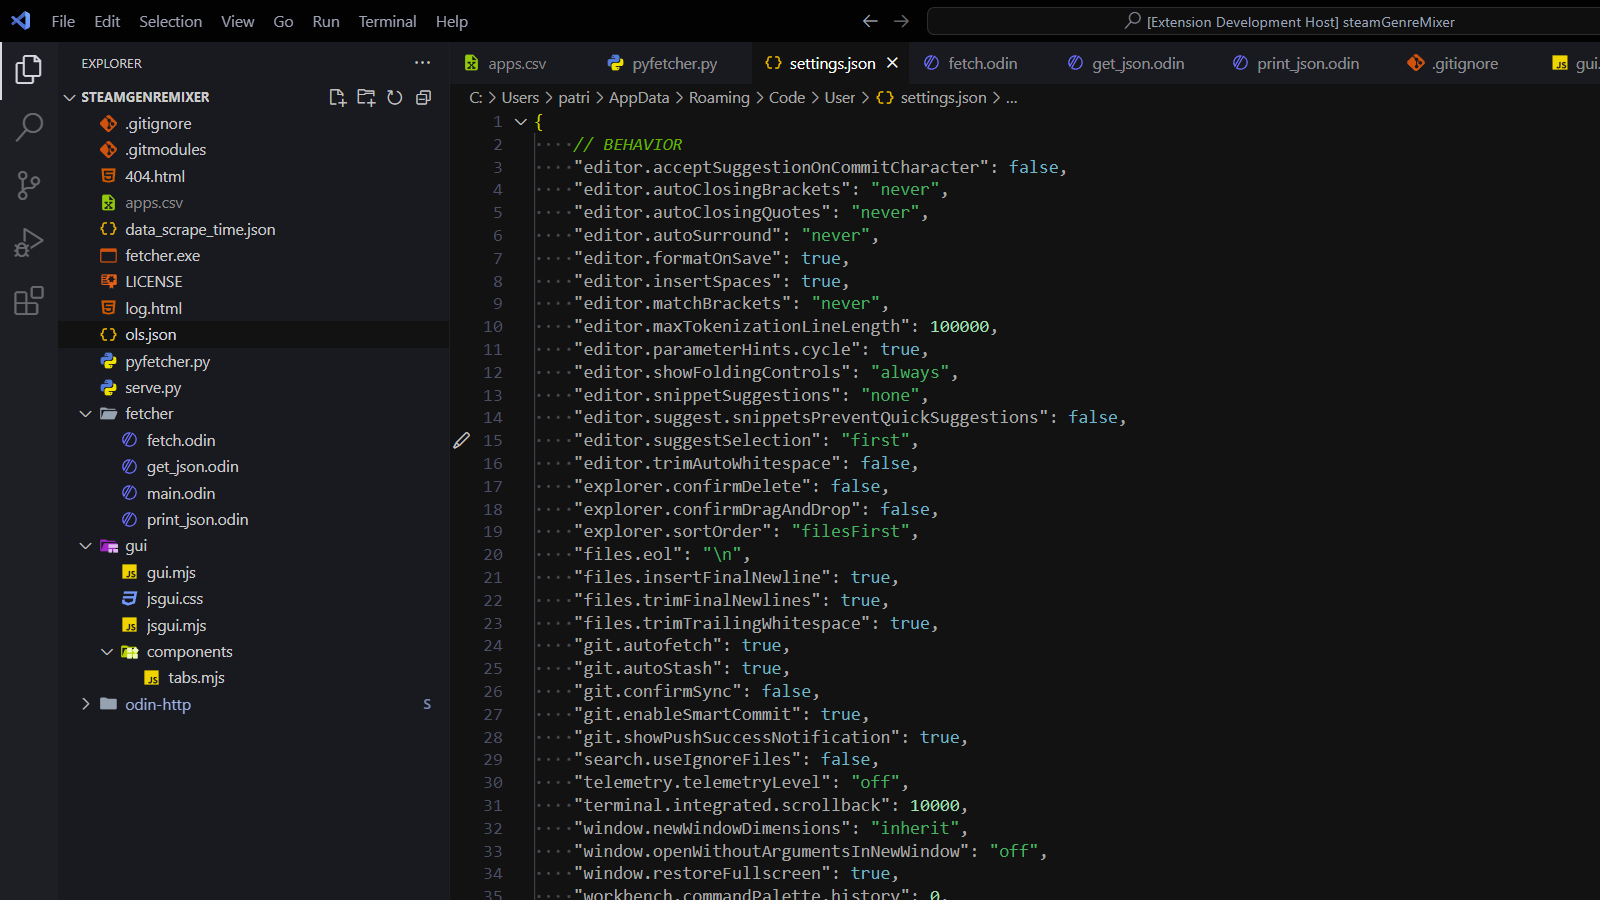 File Edit Selection View Go Run Terminal Help
[Extension Development Host] steamGenreMixer
EXPLORER
STEAMGENREMIXER
.gitignore
.gitmodules
404.html
apps.csv
data_scrape_time.json
fetcher.exe
LICENSE
log.html
ols.json
pyfetcher.py
serve.py
fetcher
fetch.odin
get_json.odin
main.odin
print_json.odin
gui
gui.mjs
jsgui.css
jsgui.mjs
components
tabs.mjs
odin-http S
apps.csv pyfetcher.py settings.json fetch.odin get_json.odin print_json.odin .gitignore gui.
C: > Users > patri > AppData > Roaming > Code > User > {} settings.json > ...
1 {
2 // BEHAVIOR
3 "editor.acceptSuggestionOnCommitCharacter": false,
4 "editor.autoClosingBrackets": "never",
5 "editor.autoClosingQuotes": "never",
6 "editor.autoSurround": "never",
7 "editor.formatOnSave": true,
8 "editor.insertSpaces": true,
9 "editor.matchBrackets": "never",
10 "editor.maxTokenizationLineLength": 100000,
11 "editor.parameterHints.cycle": true,
12 "editor.showFoldingControls": "always",
13 "editor.snippetSuggestions": "none",
14 "editor.suggest.snippetsPreventQuickSuggestions": false,
15 "editor.suggestSelection": "first",
16 "editor.trimAutoWhitespace": false,
17 "explorer.confirmDelete": false,
18 "explorer.confirmDragAndDrop": false,
19 "explorer.sortOrder": "filesFirst",
20 "files.eol": "\n",
21 "files.insertFinalNewline": true,
22 "files.trimFinalNewlines": true,
23 "files.trimTrailingWhitespace": true,
24 "git.autofetch": true,
25 "git.autoStash": true,
26 "git.confirmSync": false,
27 "git.enableSmartCommit": true,
28 "git.showPushSuccessNotification": true,
29 "search.useIgnoreFiles": false,
30 "telemetry.telemetryLevel": "off",
31 "terminal.integrated.scrollback": 10000,
32 "window.newWindowDimensions": "inherit",
33 "window.openWithoutArgumentsInNewWindow": "off",
34 "window.restoreFullscreen": true,
35 "workbench.commandPalette.history": 0,